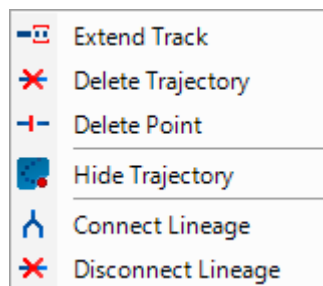 Extend Track
Delete Trajectory
Delete Point
Hide Trajectory
Connect Lineage
Disconnect Lineage